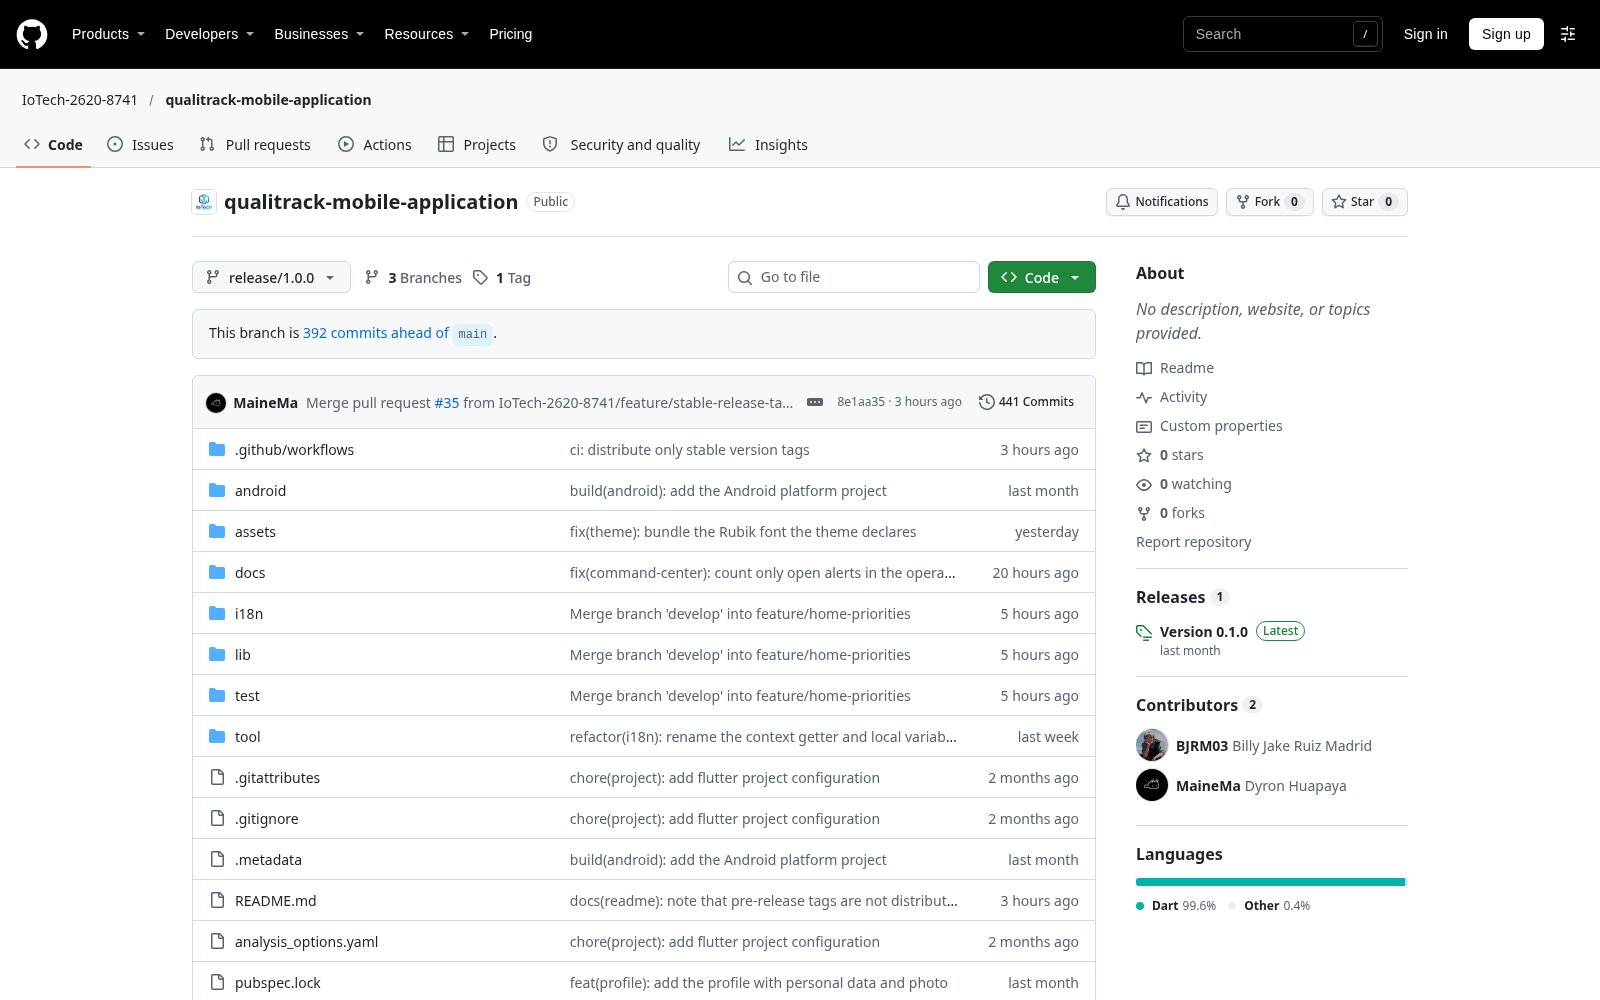 Products Developers Businesses Resources Pricing Search / Sign in Sign up
IoTech-2620-8741 / qualitrack-mobile-application
Code Issues Pull requests Actions Projects Security and quality Insights
IoTech qualitrack-mobile-application Public Notifications Fork 0 Star 0
release/1.0.0 3 Branches 1 Tag Go to file Code
This branch is 392 commits ahead of main.
MaineMa Merge pull request #35 from IoTech-2620-8741/feature/stable-release-ta… 8e1aa35 · 3 hours ago 441 Commits
.github/workflows ci: distribute only stable version tags 3 hours ago
android build(android): add the Android platform project last month
assets fix(theme): bundle the Rubik font the theme declares yesterday
docs fix(command-center): count only open alerts in the opera… 20 hours ago
i18n Merge branch 'develop' into feature/home-priorities 5 hours ago
lib Merge branch 'develop' into feature/home-priorities 5 hours ago
test Merge branch 'develop' into feature/home-priorities 5 hours ago
tool refactor(i18n): rename the context getter and local variab… last week
.gitattributes chore(project): add flutter project configuration 2 months ago
.gitignore chore(project): add flutter project configuration 2 months ago
.metadata build(android): add the Android platform project last month
README.md docs(readme): note that pre-release tags are not distribut… 3 hours ago
analysis_options.yaml chore(project): add flutter project configuration 2 months ago
pubspec.lock feat(profile): add the profile with personal data and photo last month
About
No description, website, or topics
provided.
Readme
Activity
Custom properties
0 stars
0 watching
0 forks
Report repository
Releases 1
Version 0.1.0 Latest
last month
Contributors 2
BJRM03 Billy Jake Ruiz Madrid
MaineMa Dyron Huapaya
Languages
Dart 99.6% Other 0.4%